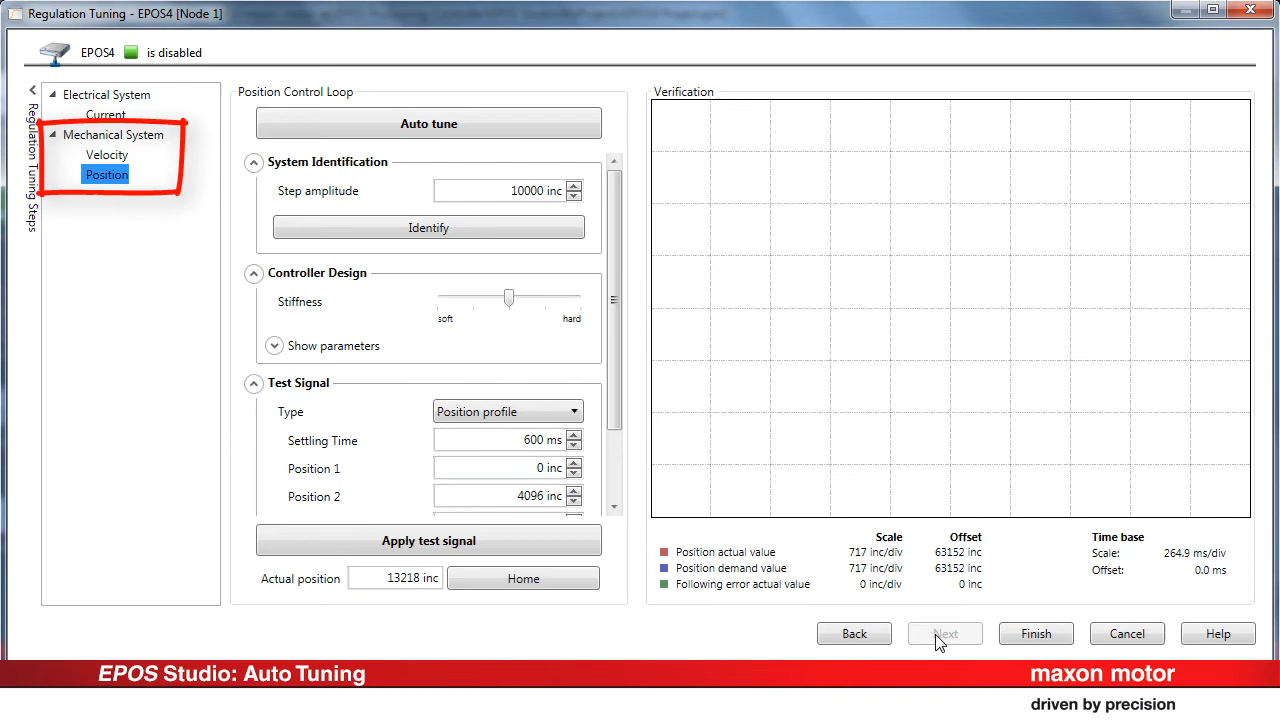 Regulation Tuning - EPOS4 [Node 1]
EPOS4 is disabled
Regulation Tuning Steps
Electrical System
Current
Mechanical System
Velocity
Position
Position Control Loop
Auto tune
System Identification
Step amplitude 10000 inc
Identify
Controller Design
Stiffness
soft hard
Show parameters
Test Signal
Type Position profile
Settling Time 600 ms
Position 1 0 inc
Position 2 4096 inc
Apply test signal
Actual position 13218 inc Home
Verification
Scale Offset Time base
Position actual value 717 inc/div 63152 inc Scale: 264.9 ms/div
Position demand value 717 inc/div 63152 inc Offset: 0.0 ms
Following error actual value 0 inc/div 0 inc
Back Next Finish Cancel Help
EPOS Studio: Auto Tuning maxon motor
driven by precision